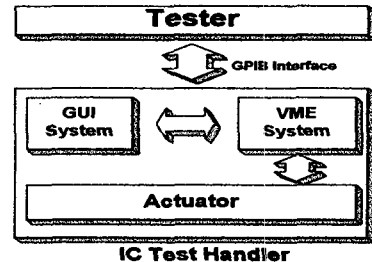 Tester
GPIB Interface
GUI
System
VME
System
Actuator
IC Test Handler